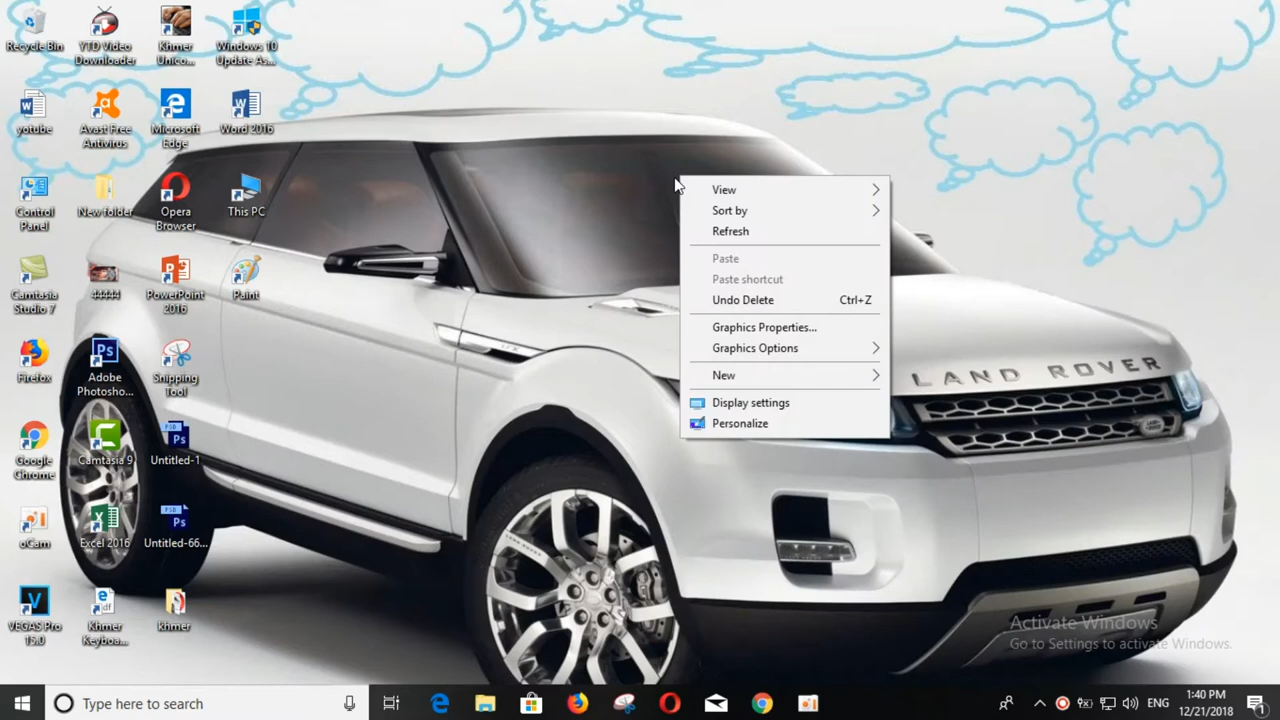 Recycle Bin
YTD Video
Downloader
Khmer
Unico...
Windows 10
Update As...
yotube
Avast Free
Antivirus
Microsoft
Edge
Word 2016
Control
Panel
New folder
Opera
Browser
This PC
Camtasia
Studio 7
44444
PowerPoint
2016
Paint
Firefox
Adobe
Photosho...
Snipping
Tool
Google
Chrome
Camtasia 9
Untitled-1
oCam
Excel 2016
Untitled-66...
VEGAS Pro
15.0
Khmer
Keyboa...
khmer
View
Sort by
Refresh
Paste
Paste shortcut
Undo Delete Ctrl+Z
Graphics Properties...
Graphics Options
New
Display settings
Personalize
LAND ROVER
Activate Windows
Go to Settings to activate Windows.
Type here to search
ENG
1:40 PM
12/21/2018